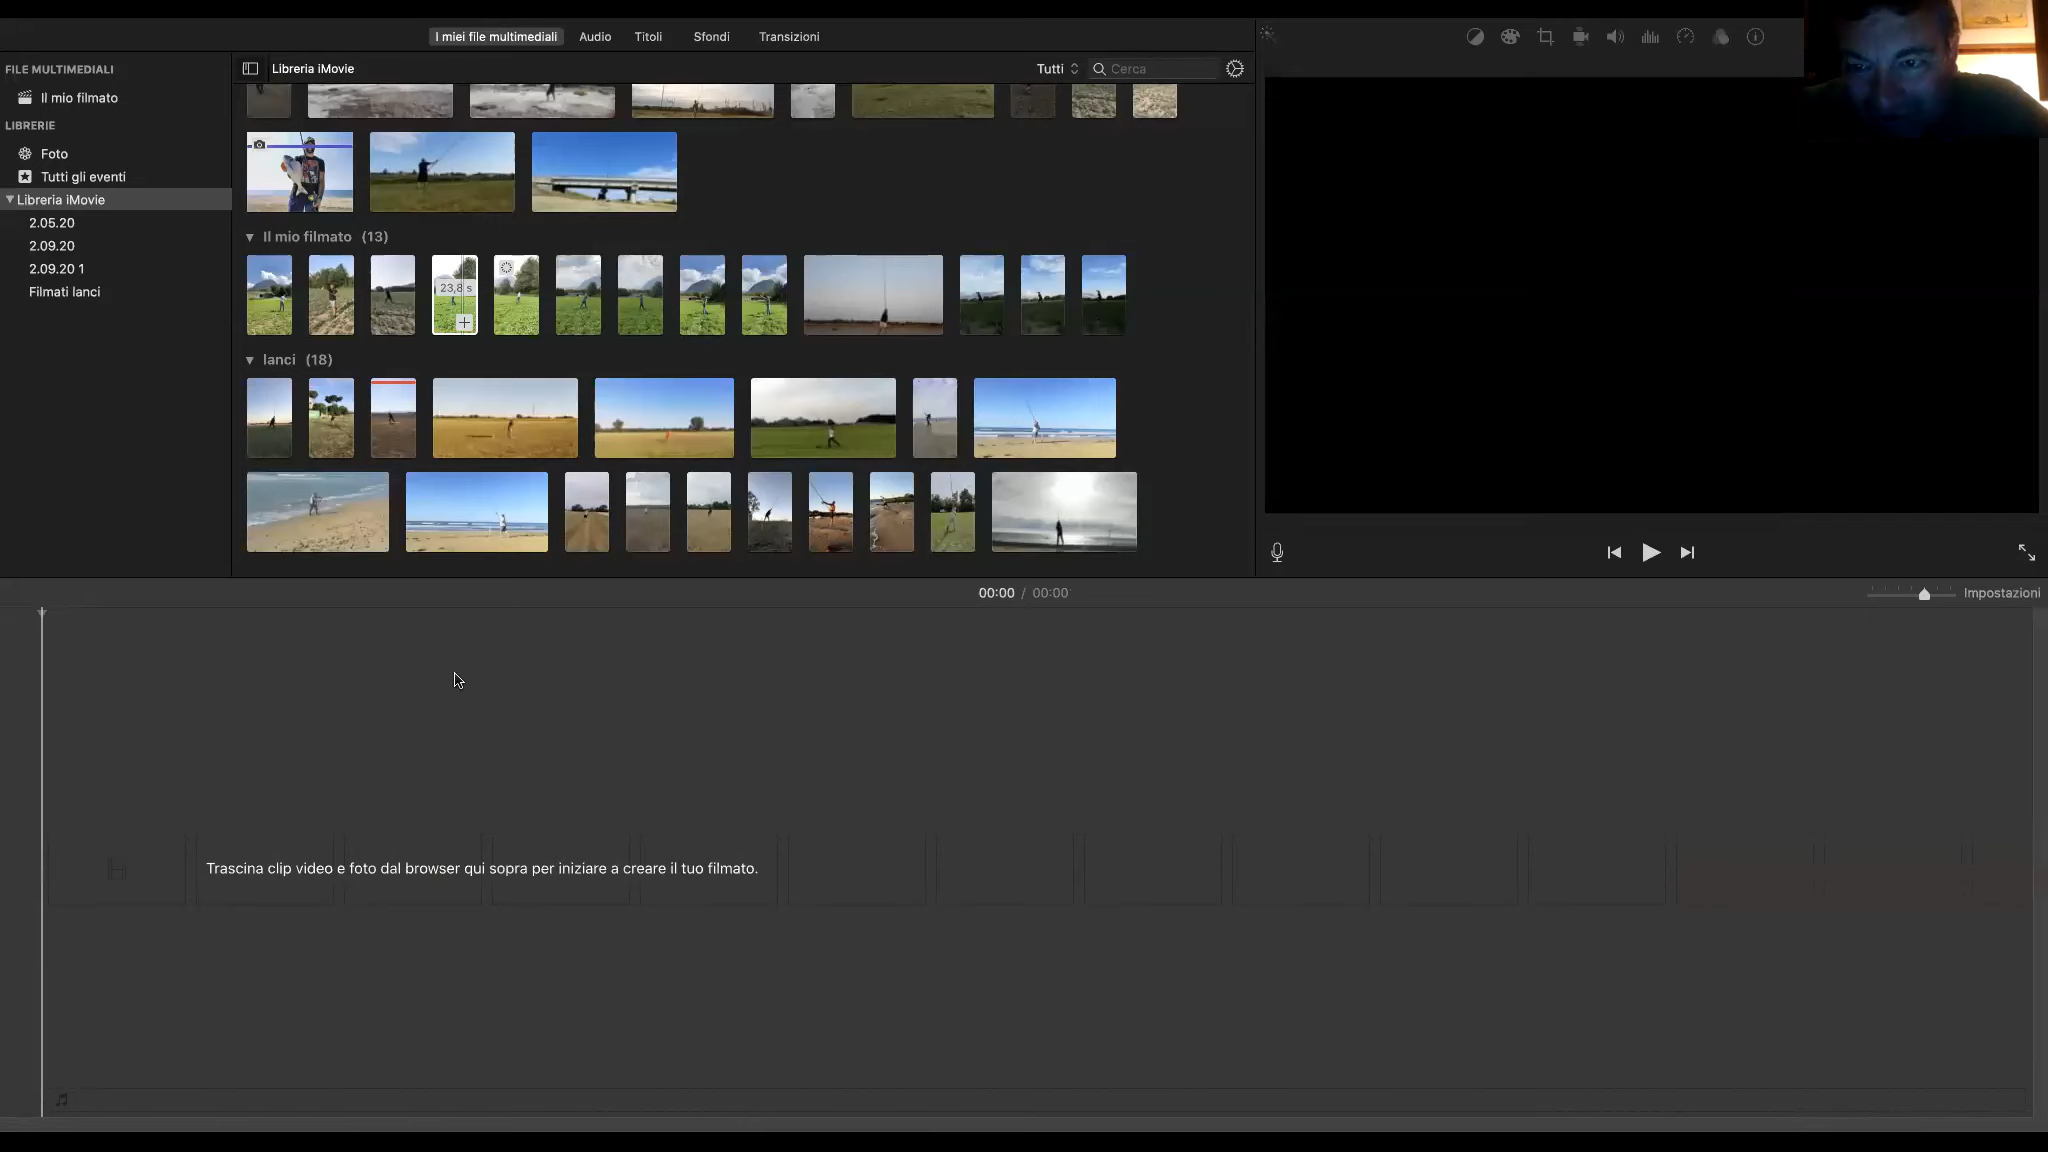 I miei file multimediali
Audio
Titoli
Sfondi
Transizioni
FILE MULTIMEDIALI
Il mio filmato
LIBRERIE
Foto
Tutti gli eventi
Libreria iMovie
2.05.20
2.09.20
2.09.20 1
Filmati lanci
Libreria iMovie
Tutti
Cerca
Il mio filmato (13)
23,8 s
lanci (18)
00:00 / 00:00
Impostazioni
Trascina clip video e foto dal browser qui sopra per iniziare a creare il tuo filmato.